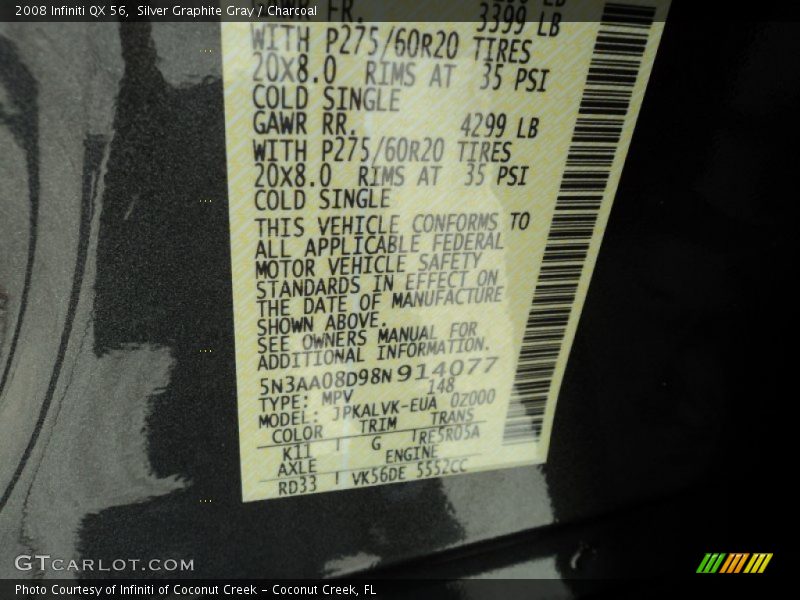 2008 Infiniti QX 56, Silver Graphite Gray / Charcoal
GAWR FR. 3399 LB
WITH P275/60R20 TIRES
20X8.0 RIMS AT 35 PSI
COLD SINGLE
GAWR RR. 4299 LB
WITH P275/60R20 TIRES
20X8.0 RIMS AT 35 PSI
COLD SINGLE
THIS VEHICLE CONFORMS TO
ALL APPLICABLE FEDERAL
MOTOR VEHICLE SAFETY
STANDARDS IN EFFECT ON
THE DATE OF MANUFACTURE
SHOWN ABOVE.
SEE OWNERS MANUAL FOR
ADDITIONAL INFORMATION.
5N3AA08D98N914077
TYPE: MPV 148
MODEL: JPKALVK-EUA 0Z000
COLOR TRIM TRANS
K11 G RE5R05A
AXLE ENGINE
RD33 VK56DE 5552CC
GTCARLOT.COM
Photo Courtesy of Infiniti of Coconut Creek - Coconut Creek, FL